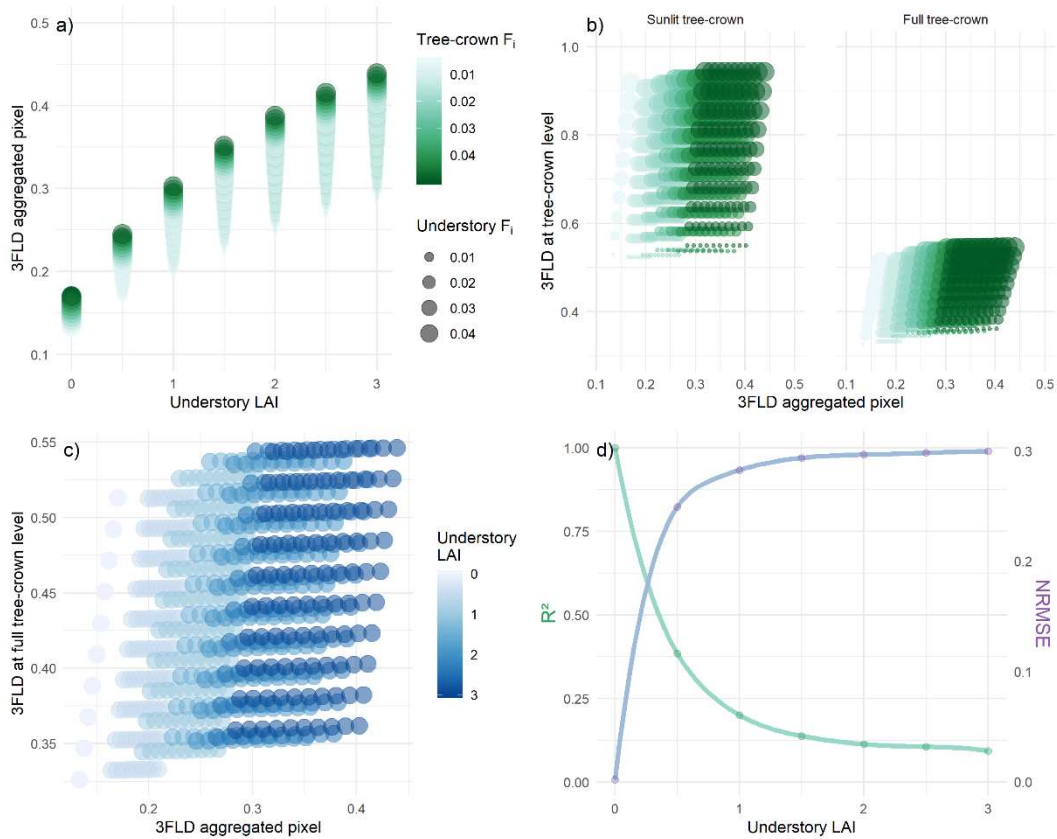 a)
3FLD aggregated pixel
0.5
0.4
0.3
0.2
0.1
0 1 2 3
Understory LAI
Tree-crown Fᵢ
0.01
0.02
0.03
0.04
Understory Fᵢ
0.01
0.02
0.03
0.04
b)
Sunlit tree-crown Full tree-crown
3FLD at tree-crown level
1.0
0.8
0.6
0.4
0.1 0.2 0.3 0.4 0.5 0.1 0.2 0.3 0.4 0.5
3FLD aggregated pixel
c)
3FLD at full tree-crown level
0.55
0.50
0.45
0.40
0.35
0.2 0.3 0.4
3FLD aggregated pixel
Understory
LAI
0
1
2
3
d)
R²
1.00
0.75
0.50
0.25
0.00
0 1 2 3
Understory LAI
NRMSE
0.3
0.2
0.1
0.0